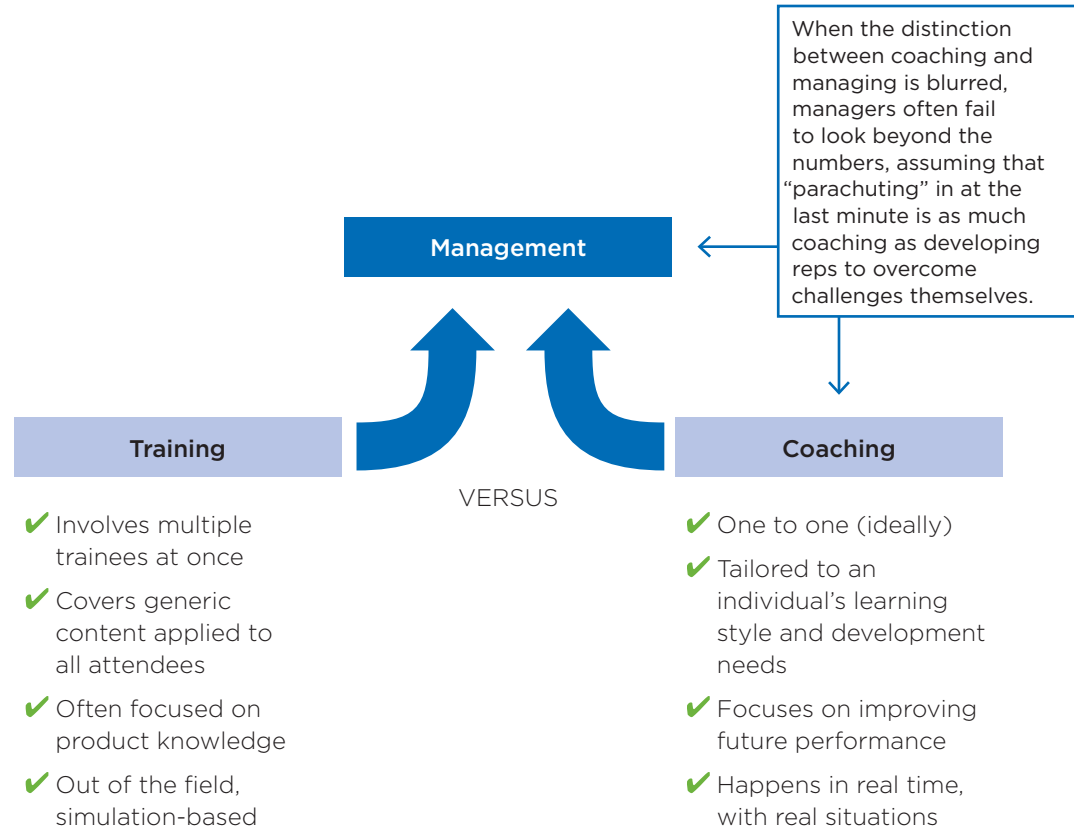 When the distinction
between coaching and
managing is blurred,
managers often fail
to look beyond the
numbers, assuming that
“parachuting” in at the
last minute is as much
coaching as developing
reps to overcome
challenges themselves.
Management
Training
VERSUS
Coaching
✔ Involves multiple
trainees at once
✔ Covers generic
content applied to
all attendees
✔ Often focused on
product knowledge
✔ Out of the field,
simulation-based
✔ One to one (ideally)
✔ Tailored to an
individual’s learning
style and development
needs
✔ Focuses on improving
future performance
✔ Happens in real time,
with real situations